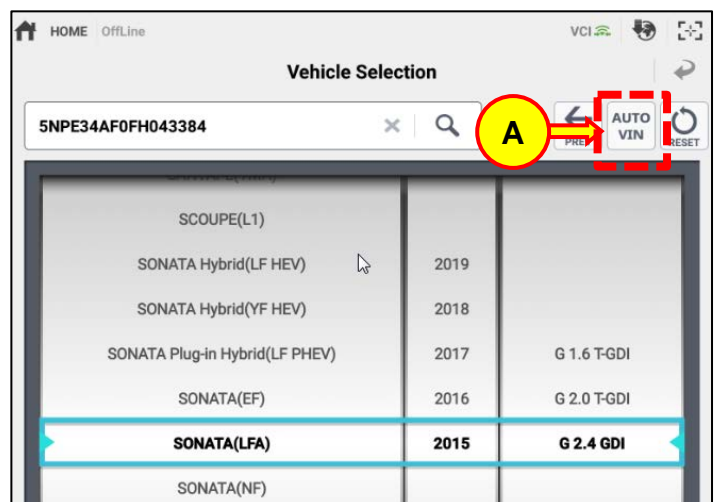 HOME OffLine VCI
Vehicle Selection
5NPE34AF0FH043384
A
AUTO VIN
RESET
SCOUPE(L1)
SONATA Hybrid(LF HEV) 2019
SONATA Hybrid(YF HEV) 2018
SONATA Plug-in Hybrid(LF PHEV) 2017 G 1.6 T-GDI
SONATA(EF) 2016 G 2.0 T-GDI
SONATA(LFA) 2015 G 2.4 GDI
SONATA(NF)